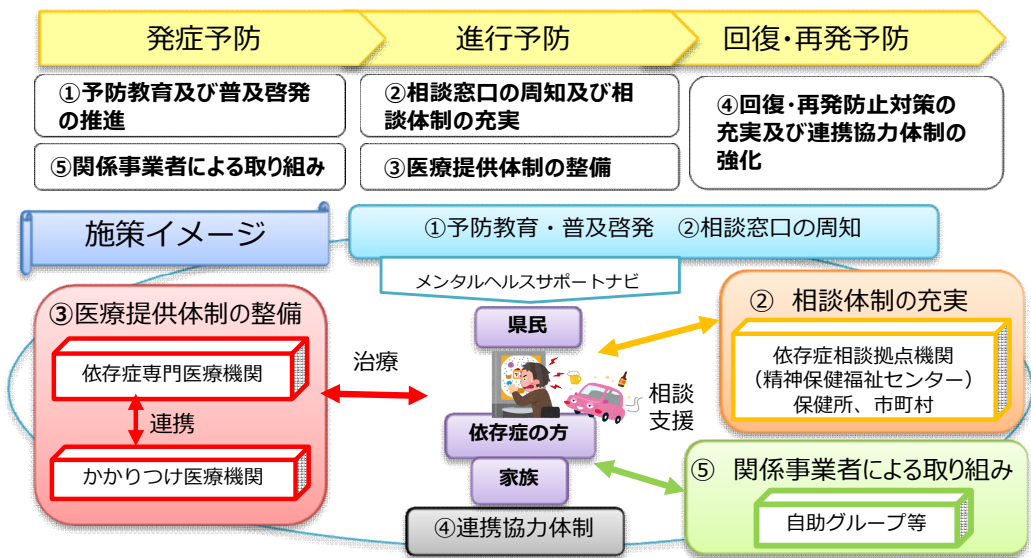 発症予防
進行予防
回復・再発予防
①予防教育及び普及啓発
の推進
⑤関係事業者による取り組み
②相談窓口の周知及び相
談体制の充実
③医療提供体制の整備
④回復・再発防止対策の
充実及び連携協力体制の
強化
施策イメージ
①予防教育・普及啓発　②相談窓口の周知
メンタルヘルスサポートナビ
③医療提供体制の整備
依存症専門医療機関
連携
かかりつけ医療機関
治療
県民
依存症の方
家族
④連携協力体制
相談
支援
② 相談体制の充実
依存症相談拠点機関
（精神保健福祉センター）
保健所、市町村
⑤ 関係事業者による取り組み
自助グループ等